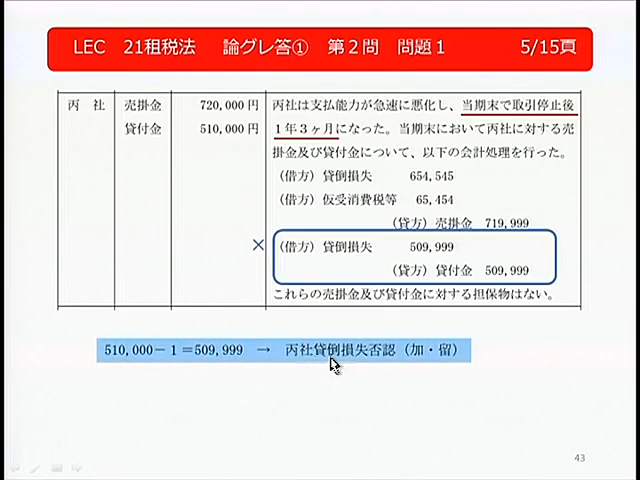 LEC 21租税法 論グレ答① 第２問 問題１ 5/15頁
丙 社 売掛金 720,000円 丙社は支払能力が急速に悪化し、当期末で取引停止後
貸付金 510,000円 １年３ヶ月になった。当期末において丙社に対する売
掛金及び貸付金について、以下の会計処理を行った。
（借方）貸倒損失 654,545
（借方）仮受消費税等 65,454
（貸方）売掛金 719,999
×（借方）貸倒損失 509,999
（貸方）貸付金 509,999
これらの売掛金及び貸付金に対する担保物はない。
510,000－１＝509,999 → 丙社貸倒損失否認（加・留）
43